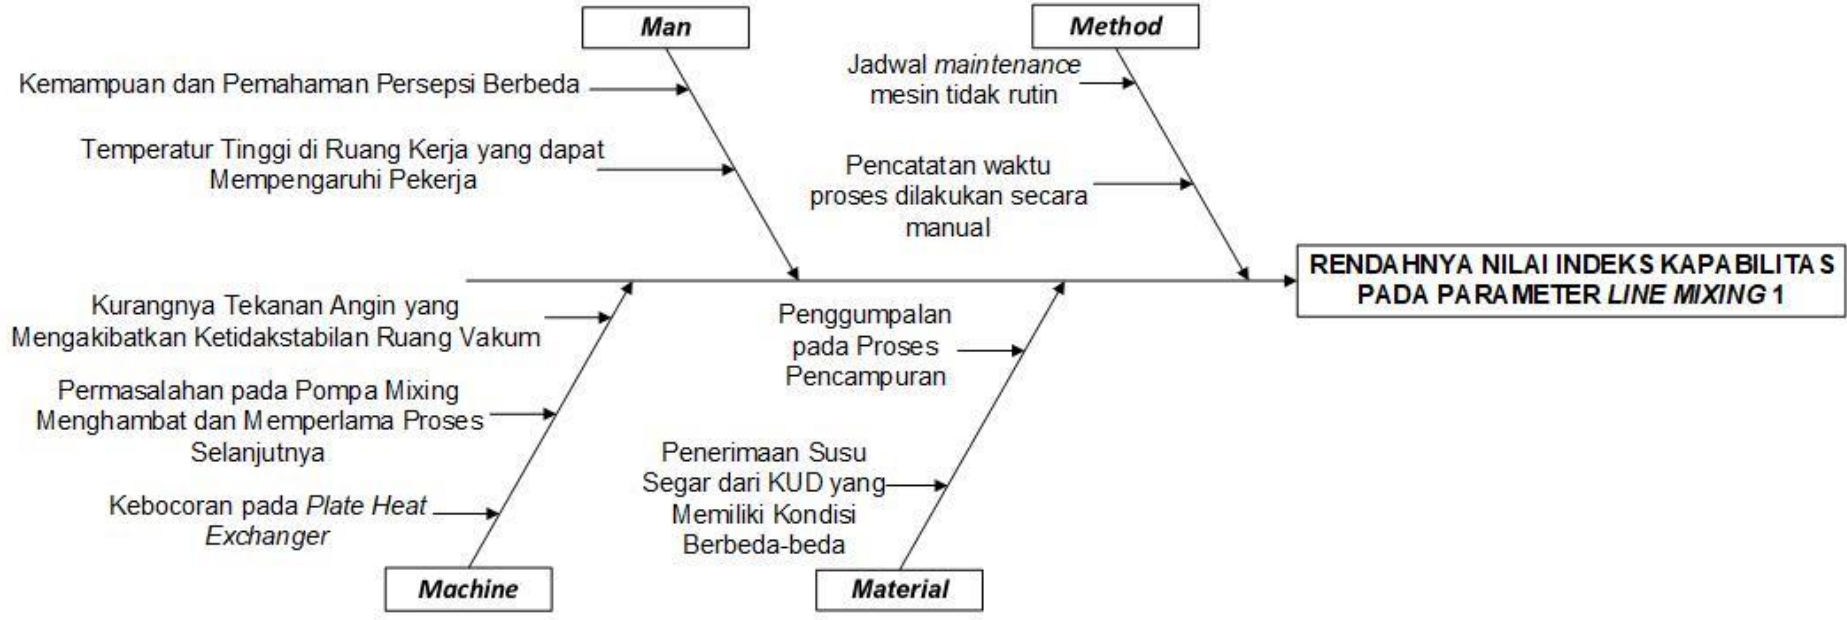 Man
Method
Kemampuan dan Pemahaman Persepsi Berbeda
Temperatur Tinggi di Ruang Kerja yang dapat
Mempengaruhi Pekerja
Jadwal maintenance
mesin tidak rutin
Pencatatan waktu
proses dilakukan secara
manual
RENDAHNYA NILAI INDEKS KAPABILITAS
PADA PARAMETER LINE MIXING 1
Kurangnya Tekanan Angin yang
Mengakibatkan Ketidakstabilan Ruang Vakum
Permasalahan pada Pompa Mixing
Menghambat dan Memperlama Proses
Selanjutnya
Kebocoran pada Plate Heat
Exchanger
Penggumpalan
pada Proses
Pencampuran
Penerimaan Susu
Segar dari KUD yang
Memiliki Kondisi
Berbeda-beda
Machine
Material